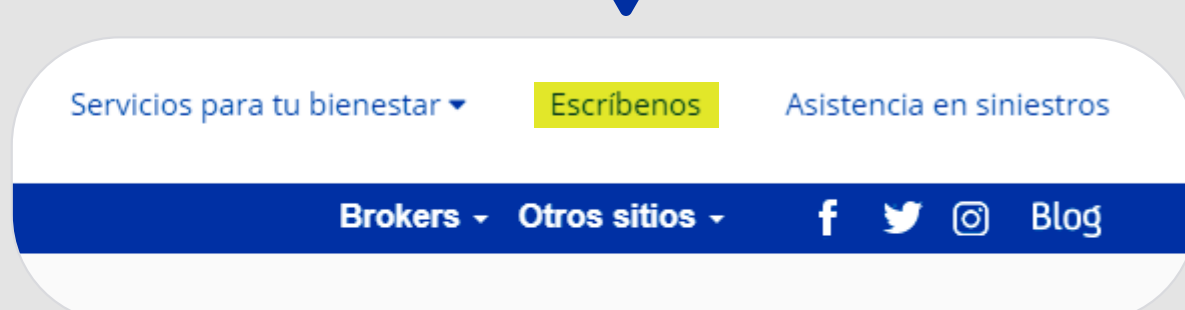 Servicios para tu bienestar Escríbenos Asistencia en siniestros
Brokers Otros sitios f Blog